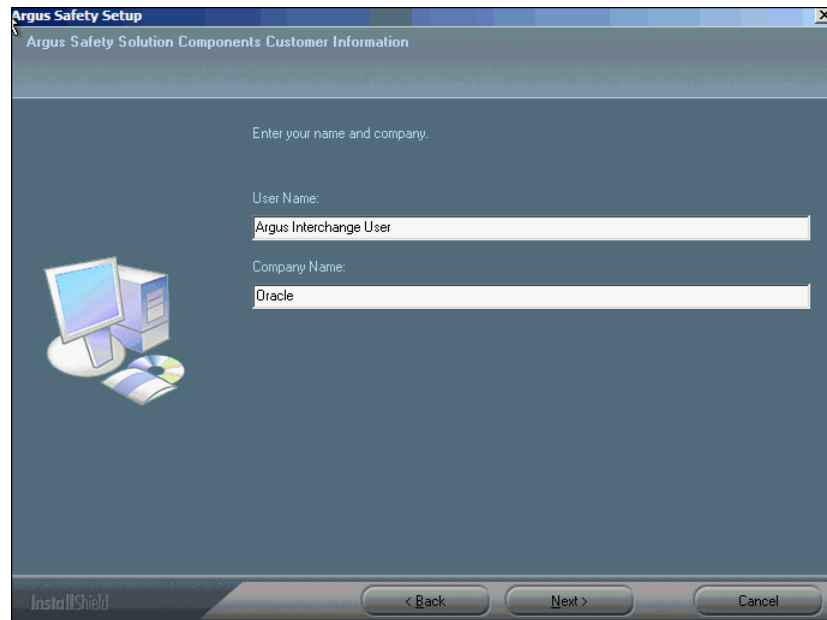 Argus Safety Setup
Argus Safety Solution Components Customer Information
Enter your name and company.
User Name:
Argus Interchange User
Company Name:
Oracle
InstallShield
< Back
Next >
Cancel